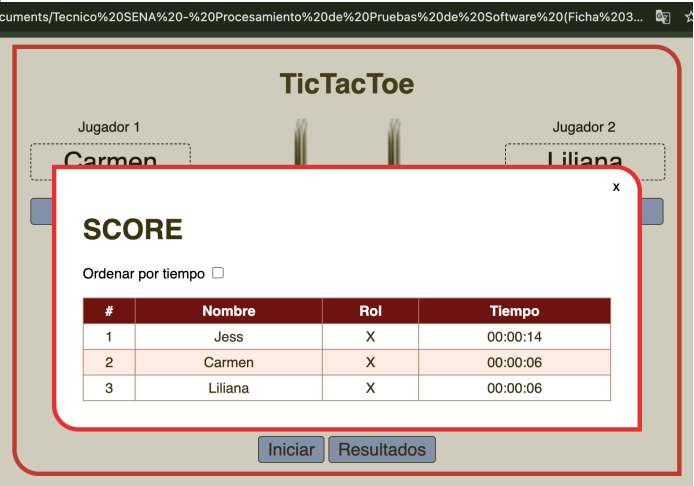 cuments/Tecnico%20SENA%20-%20Procesamiento%20de%20Pruebas%20de%20Software%20(Ficha%203...
TicTacToe
Jugador 1
Jugador 2
Carmen
Liliana
x
SCORE
Ordenar por tiempo
# Nombre Rol Tiempo
1 Jess X 00:00:14
2 Carmen X 00:00:06
3 Liliana X 00:00:06
Iniciar Resultados